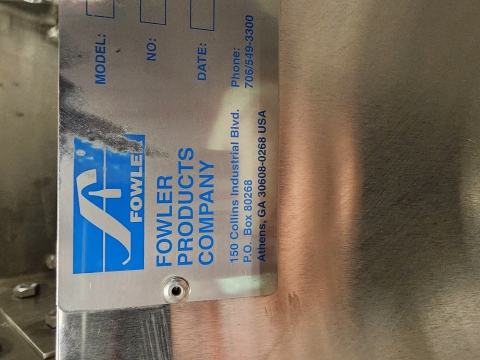 FOWLER
FOWLER
PRODUCTS
COMPANY
150 Collins Industrial Blvd.
P.O. Box 80268
Athens, GA 30608-0268 USA
Phone:
706/549-3300
MODEL:
NO:
DATE: